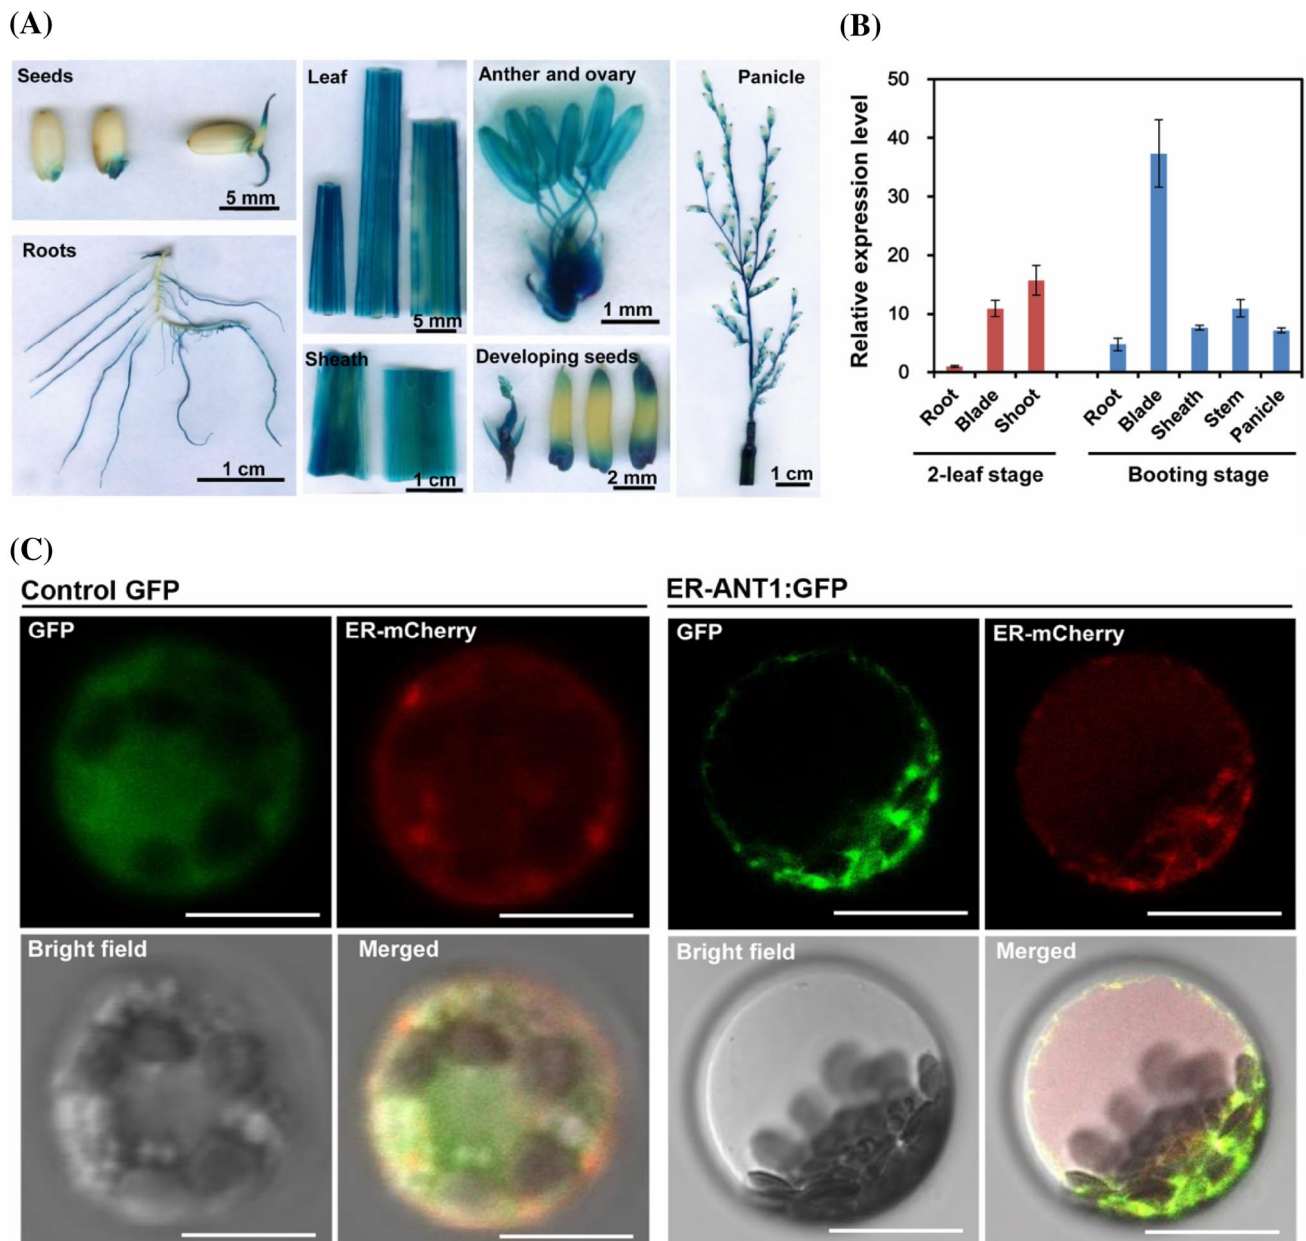 (A)
Seeds
5 mm
Roots
1 cm
Leaf
5 mm
Sheath
1 cm
Anther and ovary
1 mm
Developing seeds
2 mm
Panicle
1 cm
(B)
Relative expression level
50
40
30
20
10
0
Root
Blade
Shoot
Root
Blade
Sheath
Stem
Panicle
2-leaf stage
Booting stage
(C)
Control GFP
GFP
ER-mCherry
Bright field
Merged
ER-ANT1:GFP
GFP
ER-mCherry
Bright field
Merged